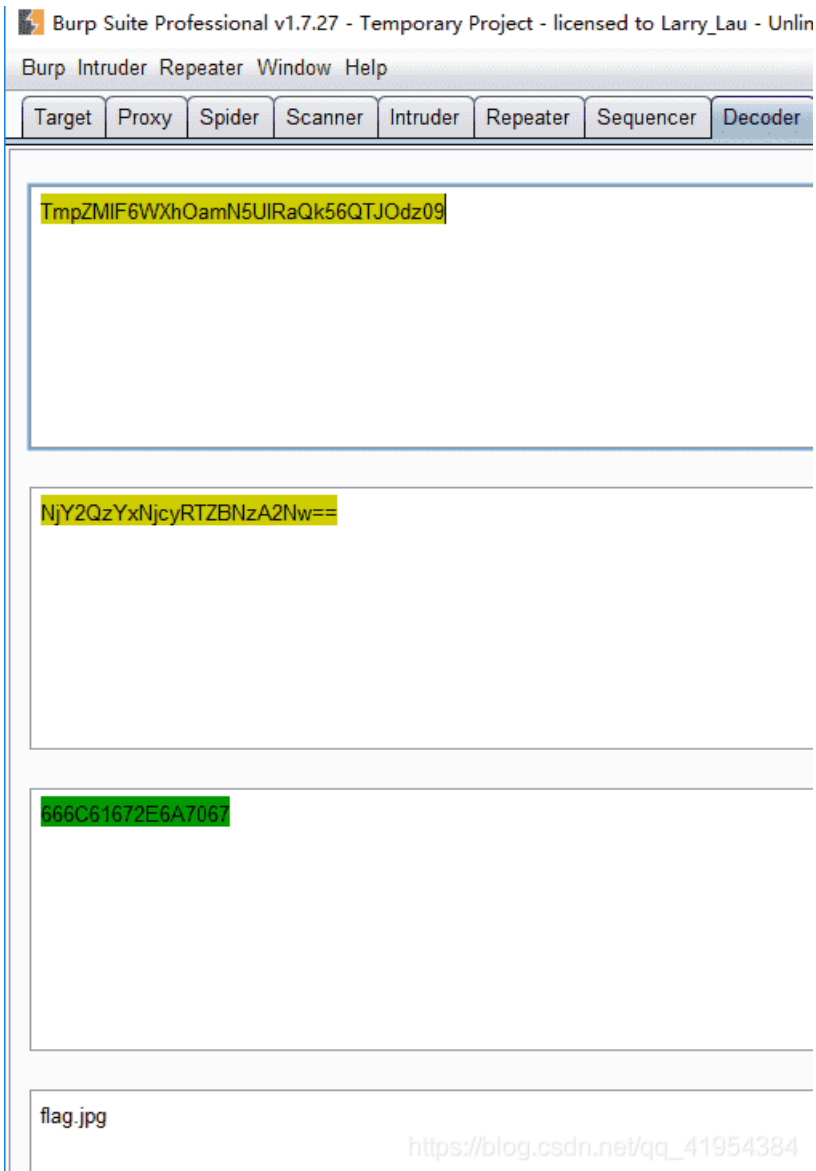 Burp Suite Professional v1.7.27 - Temporary Project - licensed to Larry_Lau - Unlim
Burp Intruder Repeater Window Help
Target Proxy Spider Scanner Intruder Repeater Sequencer Decoder
TmpZMlF6WXhOamN5UlRaQk56QTJOdz09
NjY2QzYxNjcyRTZBNzA2Nw==
666C61672E6A7067
flag.jpg
https://blog.csdn.net/qq_41954384